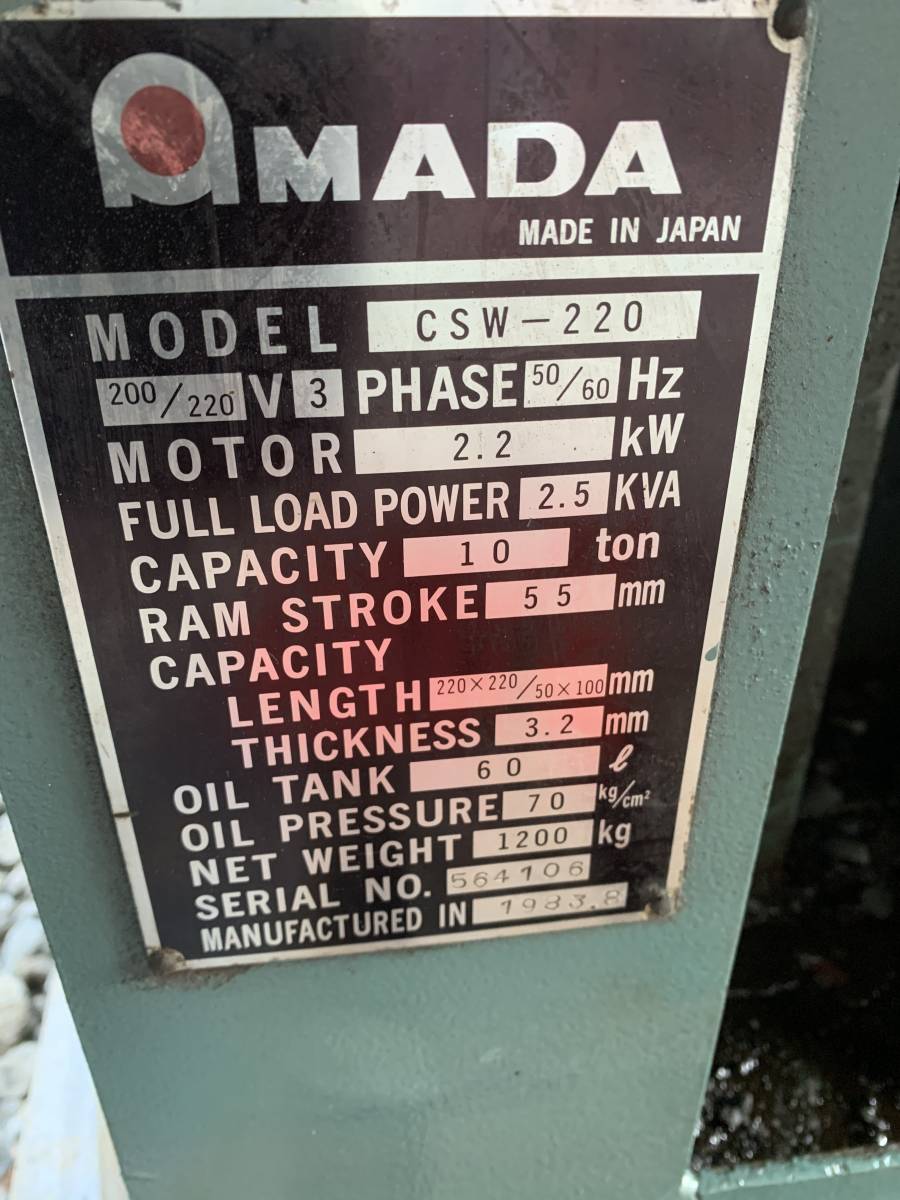 AMADA
MADE IN JAPAN
MODEL CSW-220
200/220 V 3 PHASE 50/60 Hz
MOTOR 2.2 kW
FULL LOAD POWER 2.5 KVA
CAPACITY 10 ton
RAM STROKE 55 mm
CAPACITY
LENGTH 220×220/50×100 mm
THICKNESS 3.2 mm
OIL TANK 60 ℓ
OIL PRESSURE 70 kg/cm²
NET WEIGHT 1200 kg
SERIAL NO. 564106
MANUFACTURED IN 1983.8